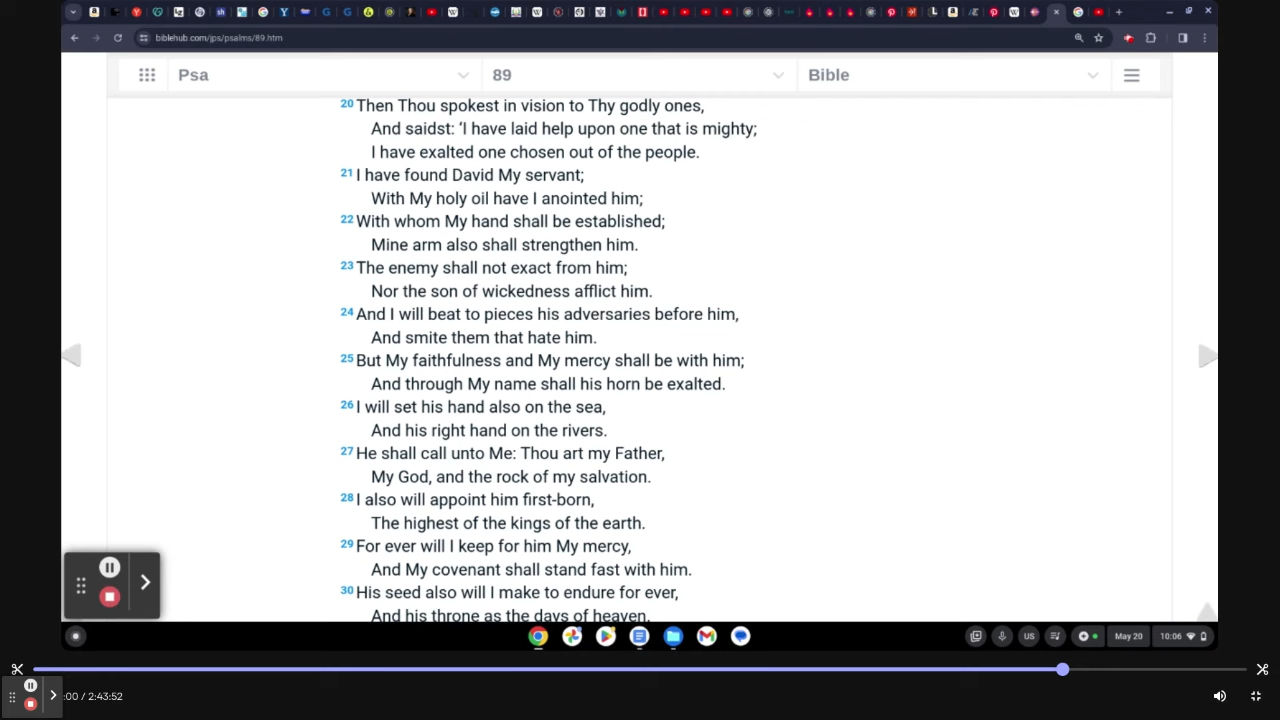 biblehub.com/jps/psalms/89.htm
Psa
89
Bible
20 Then Thou spokest in vision to Thy godly ones,
And saidst: ‘I have laid help upon one that is mighty;
I have exalted one chosen out of the people.
21 I have found David My servant;
With My holy oil have I anointed him;
22 With whom My hand shall be established;
Mine arm also shall strengthen him.
23 The enemy shall not exact from him;
Nor the son of wickedness afflict him.
24 And I will beat to pieces his adversaries before him,
And smite them that hate him.
25 But My faithfulness and My mercy shall be with him;
And through My name shall his horn be exalted.
26 I will set his hand also on the sea,
And his right hand on the rivers.
27 He shall call unto Me: Thou art my Father,
My God, and the rock of my salvation.
28 I also will appoint him first-born,
The highest of the kings of the earth.
29 For ever will I keep for him My mercy,
And My covenant shall stand fast with him.
30 His seed also will I make to endure for ever,
And his throne as the days of heaven.
US
May 20
10:06
:00 / 2:43:52